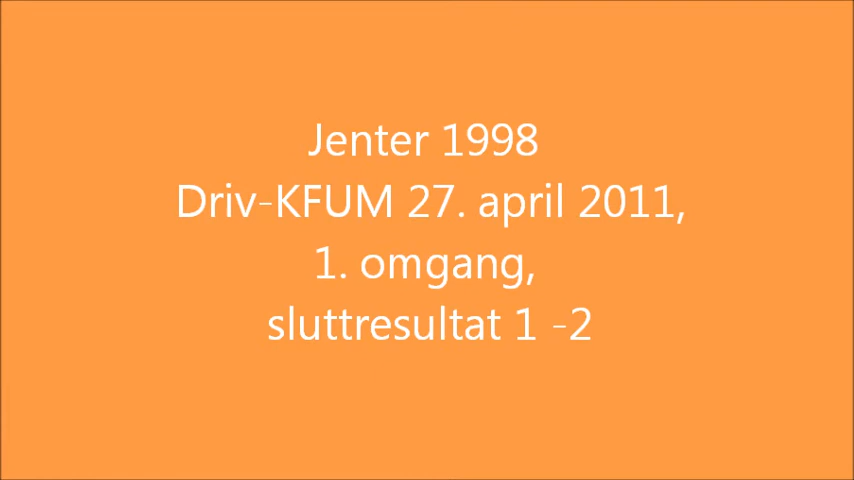 Jenter 1998
Driv-KFUM 27. april 2011,
1. omgang,
sluttresultat 1 -2